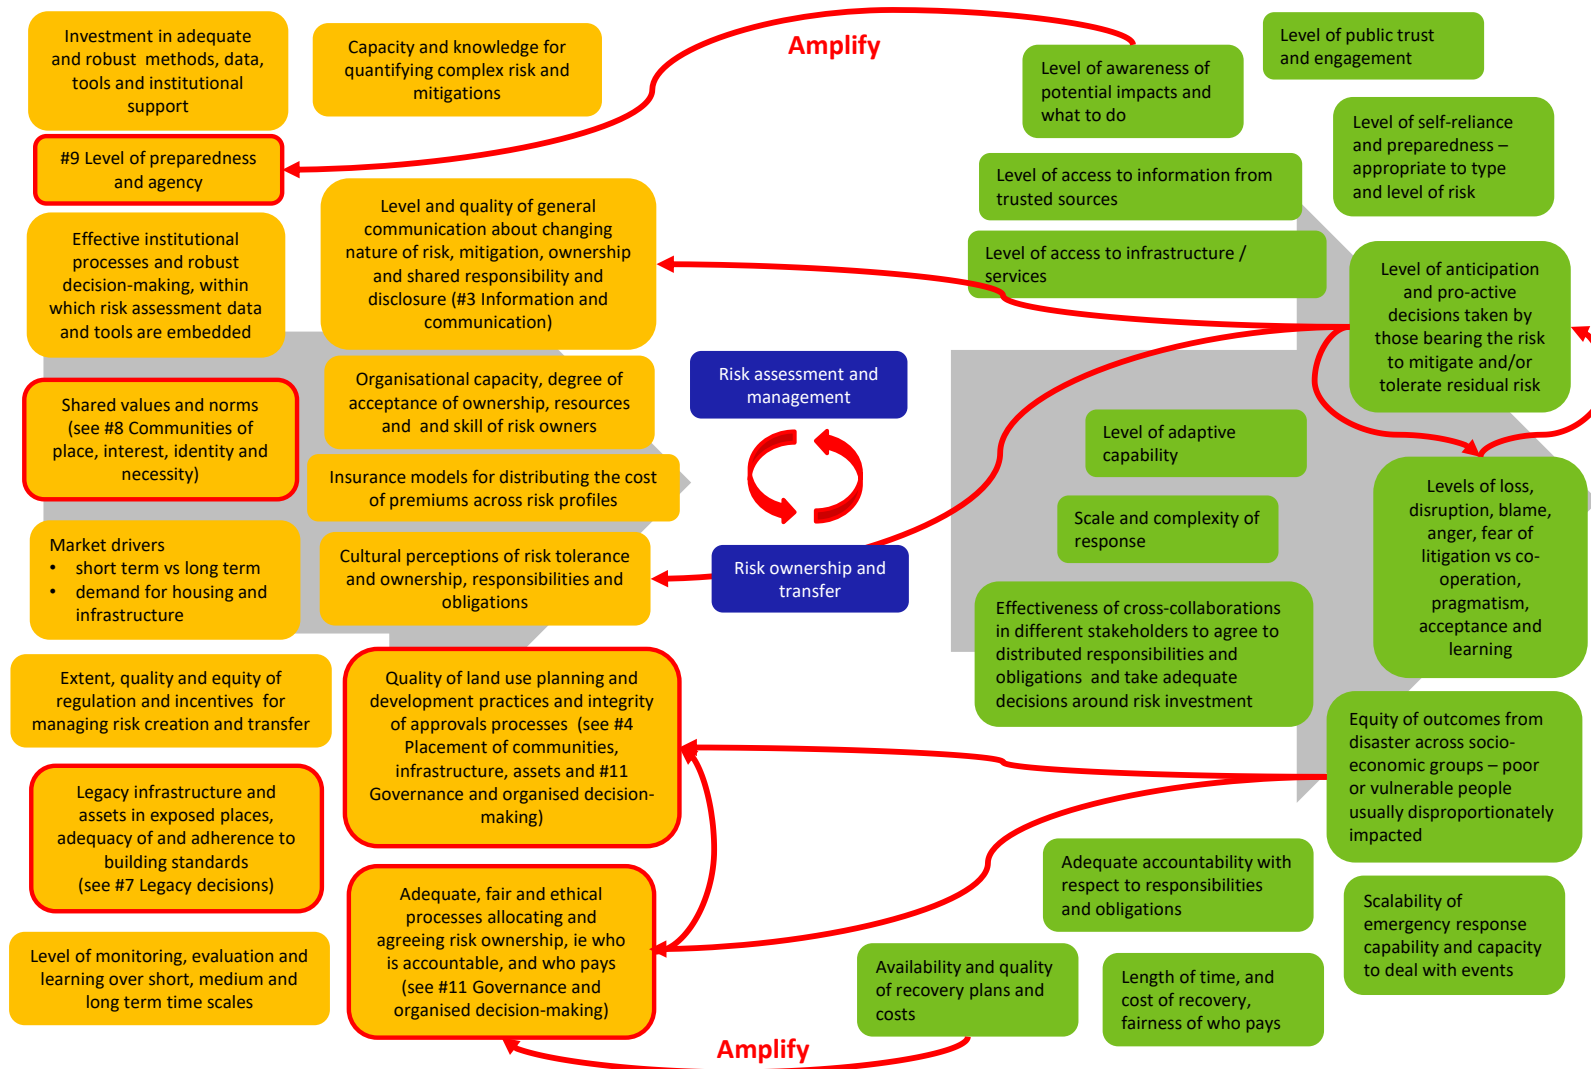 Investment in adequate
and robust methods, data,
tools and institutional
support
Capacity and knowledge for
quantifying complex risk and
mitigations
Amplify
Level of awareness of
potential impacts and
what to do
Level of public trust
and engagement
#9 Level of preparedness
and agency
Level of self-reliance
and preparedness –
appropriate to type
and level of risk
Level of access to information from
trusted sources
Level and quality of general
communication about changing
nature of risk, mitigation, ownership
and shared responsibility and
disclosure (#3 Information and
communication)
Effective institutional
processes and robust
decision-making, within
which risk assessment data
and tools are embedded
Level of access to infrastructure /
services
Level of anticipation
and pro-active
decisions taken by
those bearing the risk
to mitigate and/or
tolerate residual risk
Shared values and norms
(see #8 Communities of
place, interest, identity and
necessity)
Organisational capacity, degree of
acceptance of ownership, resources
and and skill of risk owners
Risk assessment and
management
Level of adaptive
capability
Insurance models for distributing the cost
of premiums across risk profiles
Levels of loss,
disruption, blame,
anger, fear of
litigation vs co-
operation,
pragmatism,
acceptance and
learning
Scale and complexity of
response
Market drivers
• short term vs long term
• demand for housing and
infrastructure
Cultural perceptions of risk tolerance
and ownership, responsibilities and
obligations
Risk ownership and
transfer
Effectiveness of cross-collaborations
in different stakeholders to agree to
distributed responsibilities and
obligations and take adequate
decisions around risk investment
Extent, quality and equity of
regulation and incentives for
managing risk creation and transfer
Quality of land use planning and
development practices and integrity
of approvals processes (see #4
Placement of communities,
infrastructure, assets and #11
Governance and organised decision-
making)
Equity of outcomes from
disaster across socio-
economic groups – poor
or vulnerable people
usually disproportionately
impacted
Legacy infrastructure and
assets in exposed places,
adequacy of and adherence to
building standards
(see #7 Legacy decisions)
Adequate accountability with
respect to responsibilities
and obligations
Adequate, fair and ethical
processes allocating and
agreeing risk ownership, ie who
is accountable, and who pays
(see #11 Governance and
organised decision-making)
Scalability of
emergency response
capability and capacity
to deal with events
Level of monitoring, evaluation and
learning over short, medium and
long term time scales
Availability and quality
of recovery plans and
costs
Length of time, and
cost of recovery,
fairness of who pays
Amplify